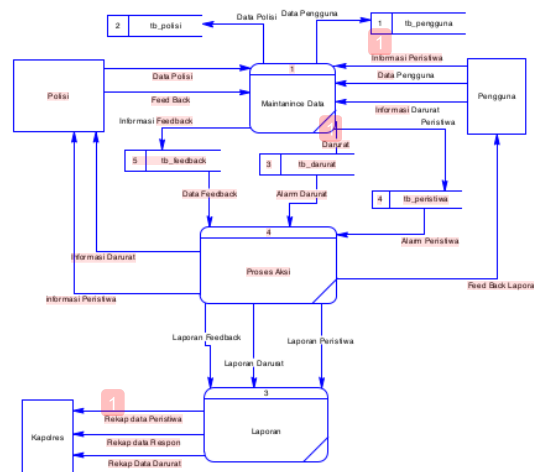 Data Polisi
Data Pengguna
2 tb_polisi
1 tb_pengguna
1
Informasi Peristiwa
Data Polisi
1
Data Pengguna
Polisi
Feed Back
Maintanince Data
Informasi Darurat
Pengguna
Informasi Feedback
Peristiwa
Darurat
5 tb_feedback
3 tb_darurat
Data Feedback
Alarm Darurat
4 tb_peristiwa
4
Alarm Peristiwa
Informasi Darurat
Proses Aksi
Feed Back Lapora
informasi Peristiwa
Laporan Feedback
Laporan Peristiwa
Laporan Darurat
3
1
Rekap data Peristiwa
Kapolres
Rekap data Respon
Laporan
Rekap Data Darurat